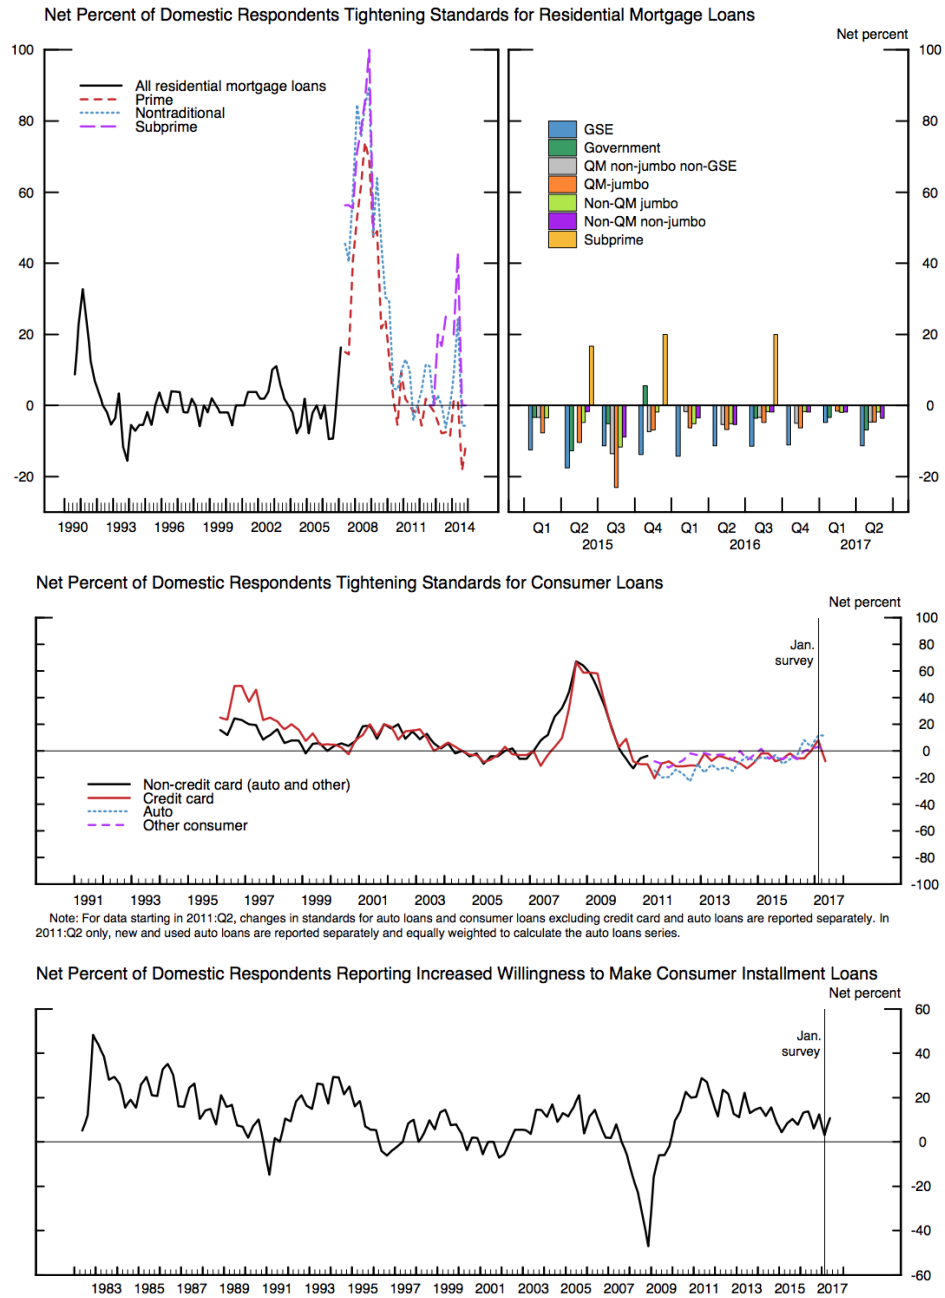 Net Percent of Domestic Respondents Tightening Standards for Residential Mortgage Loans
Net percent
100
80
60
40
20
0
-20
All residential mortgage loans
Prime
Nontraditional
Subprime
1990 1993 1996 1999 2002 2005 2008 2011 2014
GSE
Government
QM non-jumbo non-GSE
QM-jumbo
Non-QM jumbo
Non-QM non-jumbo
Subprime
100
80
60
40
20
0
-20
Q1 Q2 Q3 Q4 Q1 Q2 Q3 Q4 Q1 Q2
2015 2016 2017
Net Percent of Domestic Respondents Tightening Standards for Consumer Loans
Net percent
Jan.
survey
100
80
60
40
20
0
-20
-40
-60
-80
-100
Non-credit card (auto and other)
Credit card
Auto
Other consumer
1991 1993 1995 1997 1999 2001 2003 2005 2007 2009 2011 2013 2015 2017
Note: For data starting in 2011:Q2, changes in standards for auto loans and consumer loans excluding credit card and auto loans are reported separately. In
2011:Q2 only, new and used auto loans are reported separately and equally weighted to calculate the auto loans series.
Net Percent of Domestic Respondents Reporting Increased Willingness to Make Consumer Installment Loans
Net percent
Jan.
survey
60
40
20
0
-20
-40
-60
1983 1985 1987 1989 1991 1993 1995 1997 1999 2001 2003 2005 2007 2009 2011 2013 2015 2017